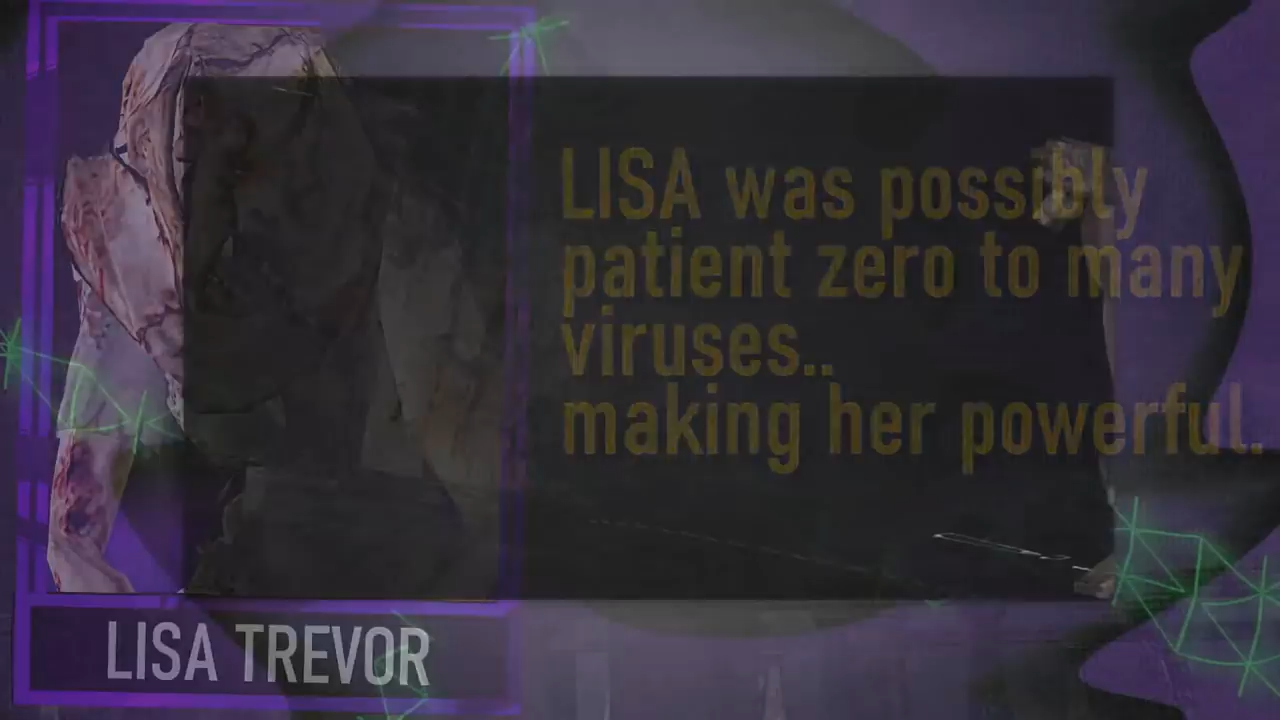 LISA was possibly
patient zero to many
viruses..
making her powerful.
LISA TREVOR